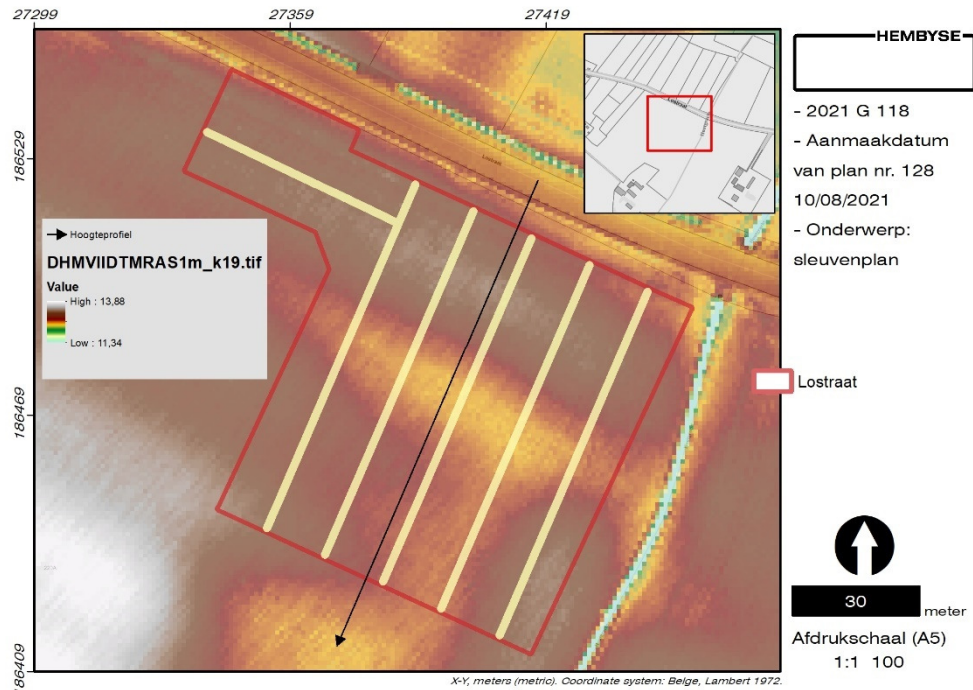 27299
27359
27419
HEMBYSE
- 2021 G 118
- Aanmaakdatum
van plan nr. 128
10/08/2021
- Onderwerp:
sleuvenplan
186529
186469
186409
Hoogteprofiel
DHMVIIDTMRAS1m_k19.tif
Value
High : 13,88
Low : 11,34
Lostraat
30
meter
Afdrukschaal (A5)
1:1 100
X-Y, meters (metric). Coordinate system: Belge, Lambert 1972.